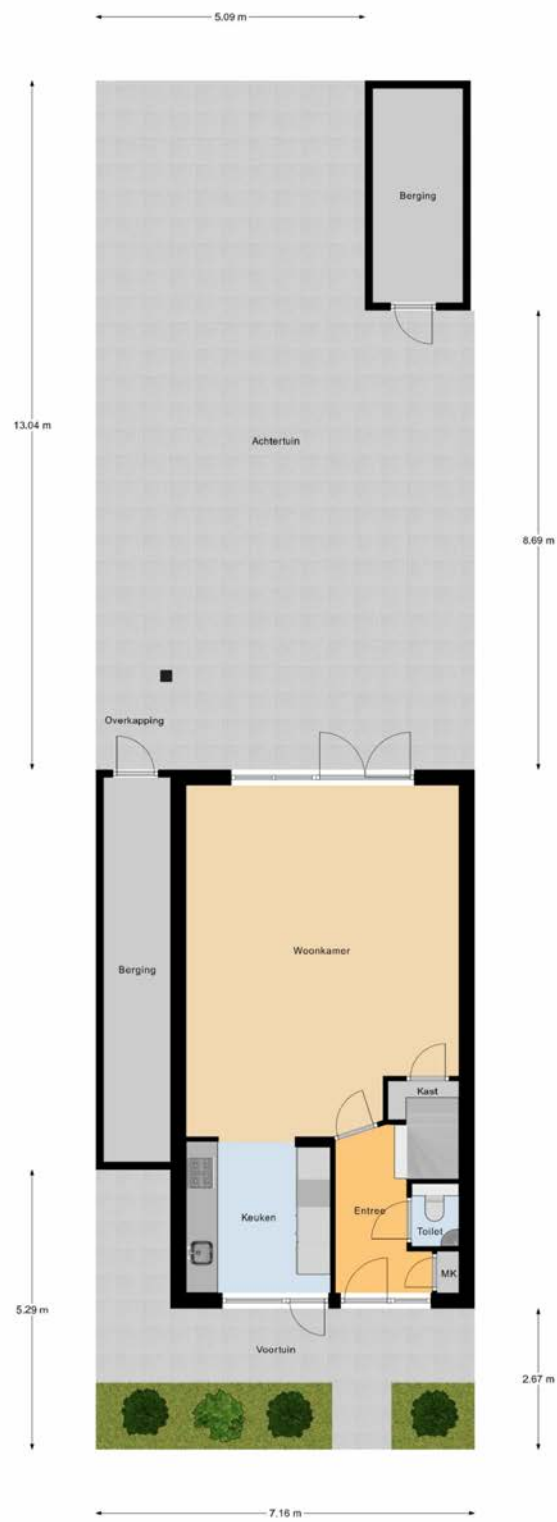 5.09 m
Berging
13.04 m
Achtertuin
8.69 m
Overkapping
Woonkamer
Berging
Kast
Entree
Keuken
Toilet
MK
5.29 m
Voortuin
2.67 m
7.16 m